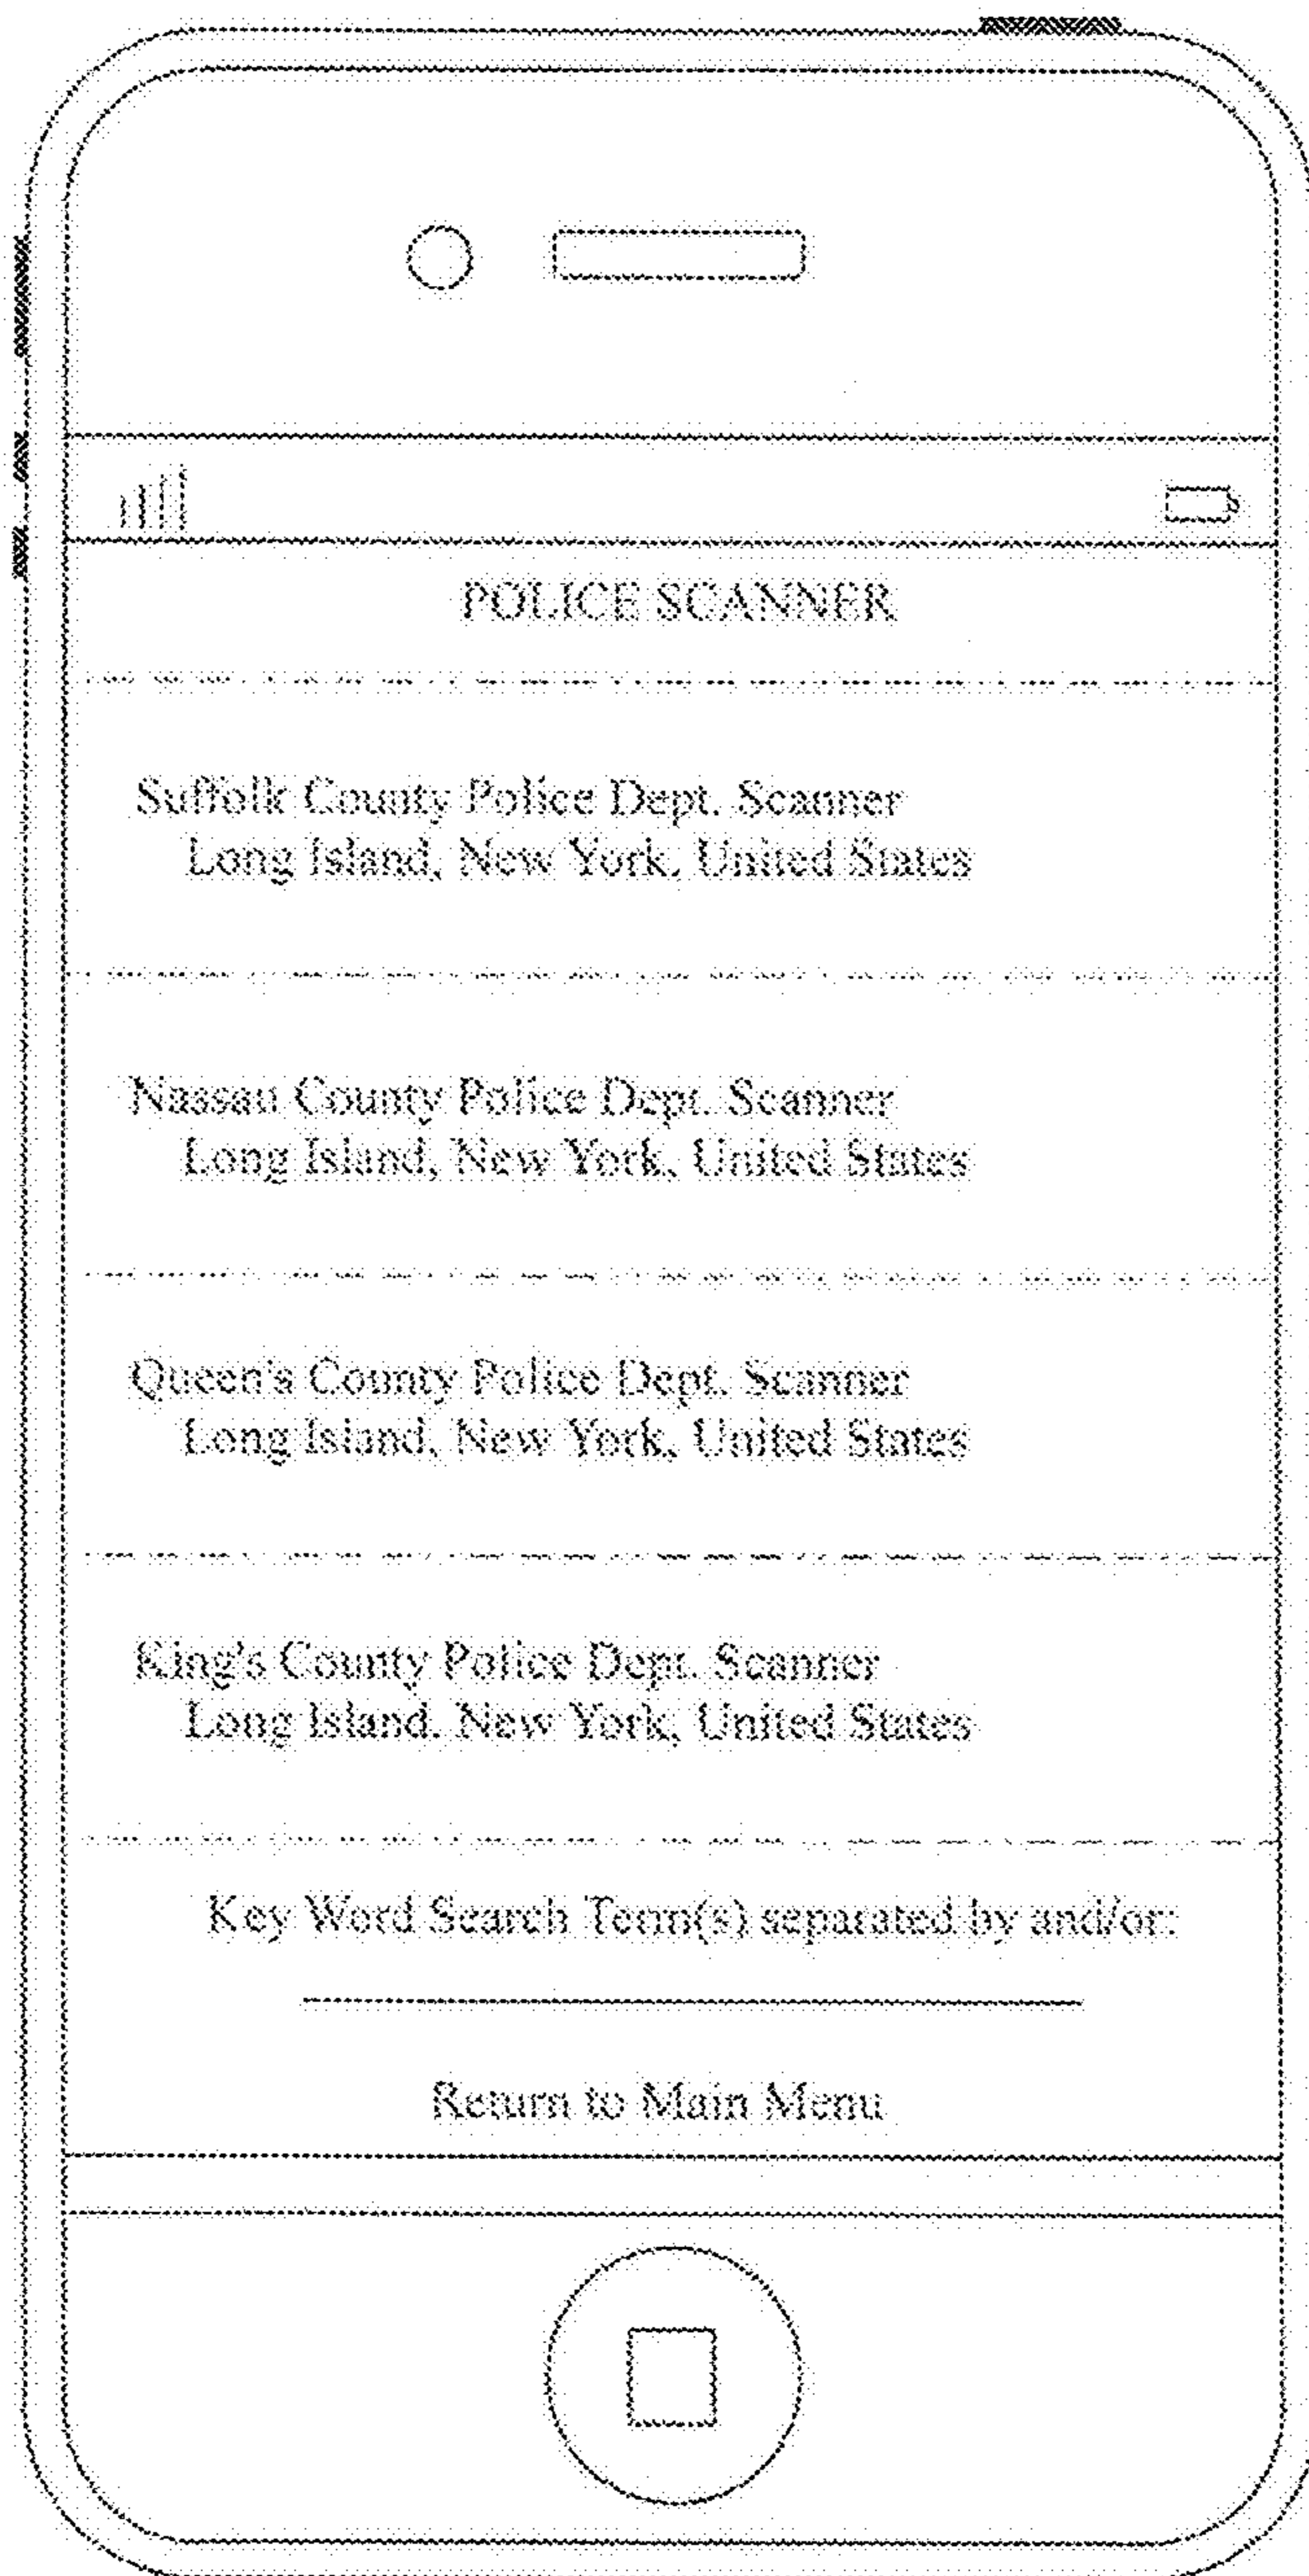 POLICE SCANNER
Suffolk County Police Dept. Scanner
Long Island, New York, United States
Nassau County Police Dept. Scanner
Long Island, New York, United States
Queen's County Police Dept. Scanner
Long Island, New York, United States
King's County Police Dept. Scanner
Long Island. New York, United States
Key Word Search Term(s) separated by and/or:
Return to Main Menu